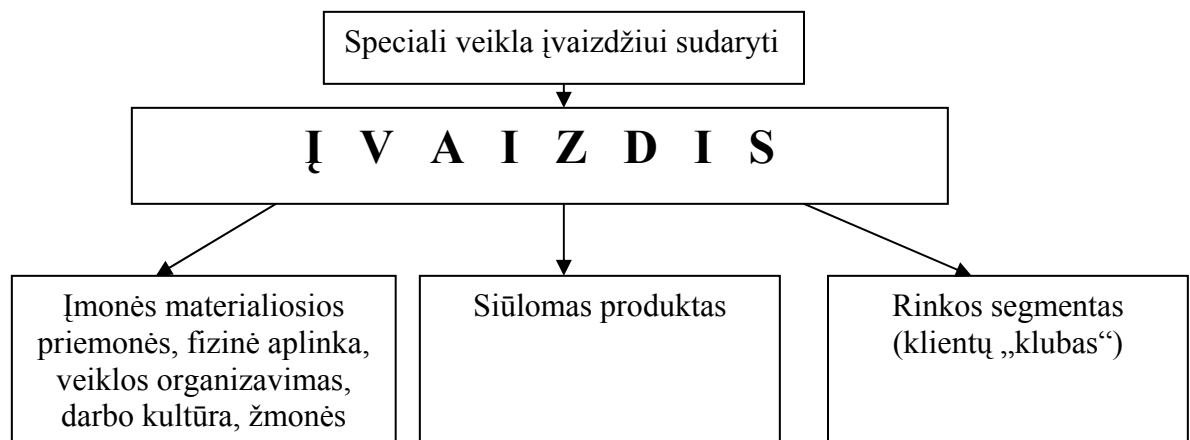 Speciali veikla įvaizdžiui sudaryti
Į V A I Z D I S
Įmonės materialiosios
priemonės, fizinė aplinka,
veiklos organizavimas,
darbo kultūra, žmonės
Siūlomas produktas
Rinkos segmentas
(klientų „klubas“)